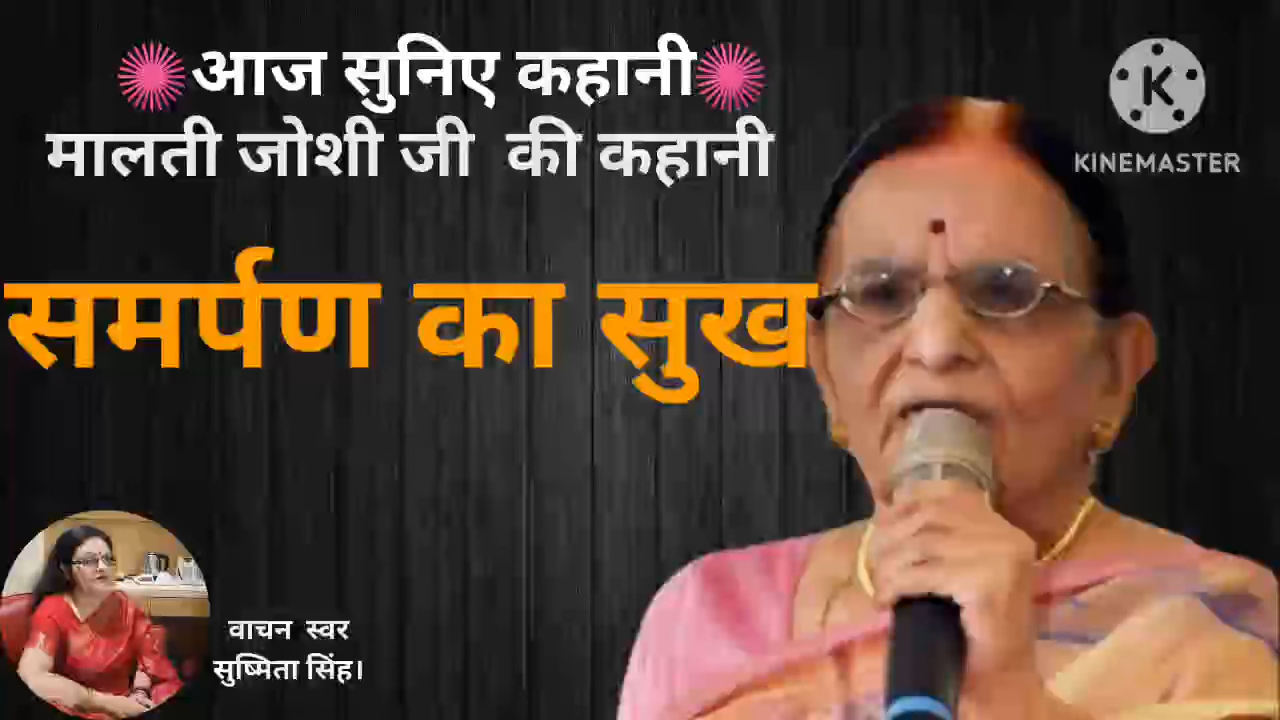 आज सुनिए कहानी
मालती जोशी जी की कहानी
समर्पण का सुख
वाचन स्वर
सुष्मिता सिंह।
K
KINEMASTER